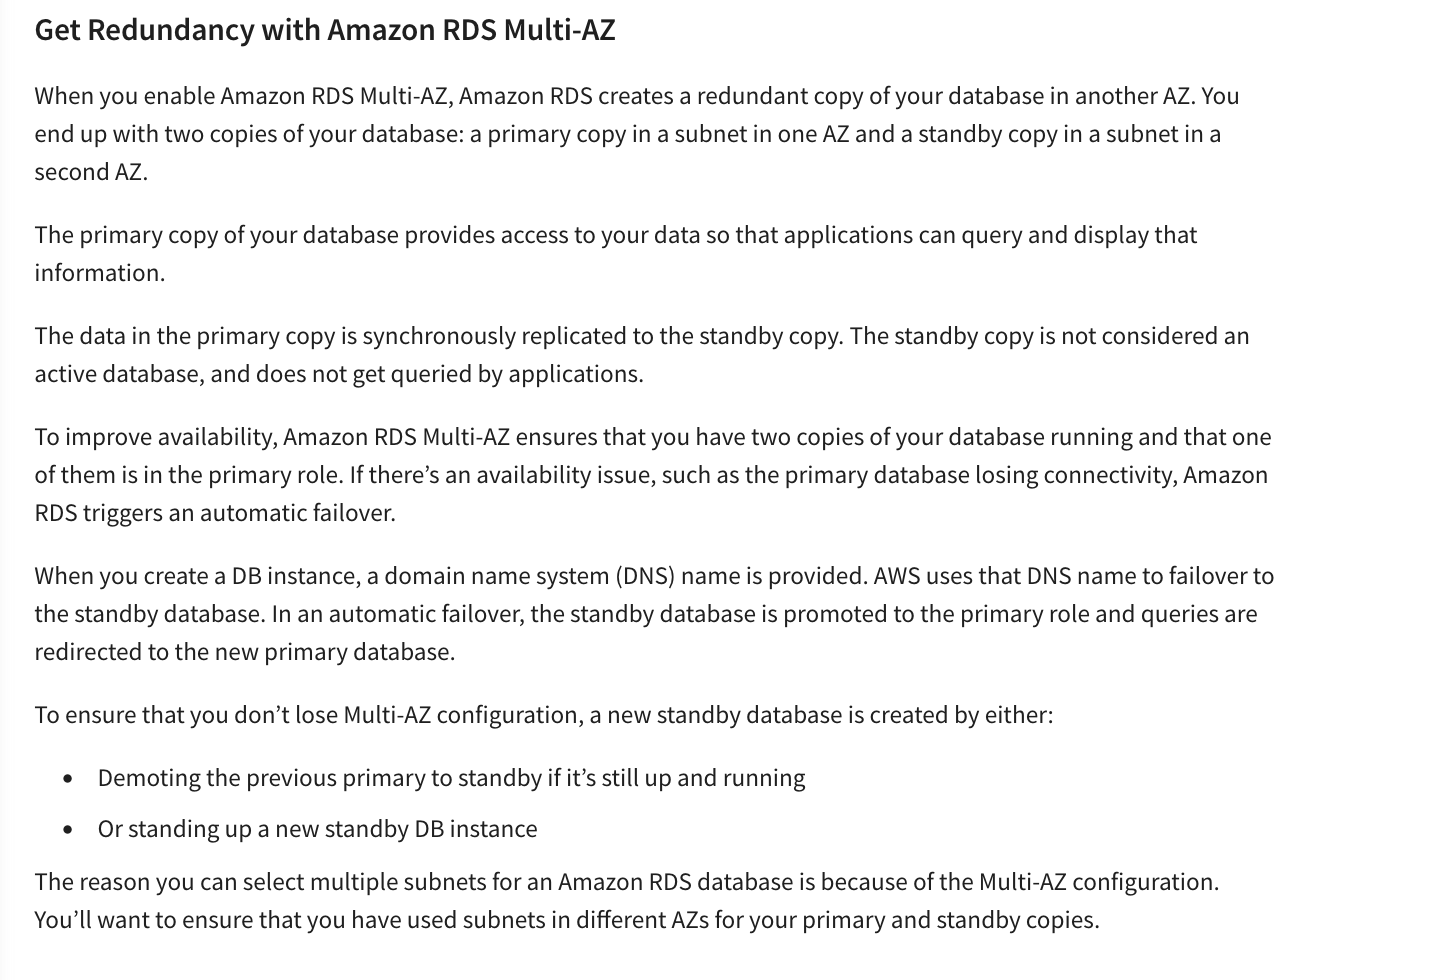 Get Redundancy with Amazon RDS Multi-AZ
When you enable Amazon RDS Multi-AZ, Amazon RDS creates a redundant copy of your database in another AZ. You
end up with two copies of your database: a primary copy in a subnet in one AZ and a standby copy in a subnet in a
second AZ.
The primary copy of your database provides access to your data so that applications can query and display that
information.
The data in the primary copy is synchronously replicated to the standby copy. The standby copy is not considered an
active database, and does not get queried by applications.
To improve availability, Amazon RDS Multi-AZ ensures that you have two copies of your database running and that one
of them is in the primary role. If there’s an availability issue, such as the primary database losing connectivity, Amazon
RDS triggers an automatic failover.
When you create a DB instance, a domain name system (DNS) name is provided. AWS uses that DNS name to failover to
the standby database. In an automatic failover, the standby database is promoted to the primary role and queries are
redirected to the new primary database.
To ensure that you don’t lose Multi-AZ configuration, a new standby database is created by either:
• Demoting the previous primary to standby if it’s still up and running
• Or standing up a new standby DB instance
The reason you can select multiple subnets for an Amazon RDS database is because of the Multi-AZ configuration.
You’ll want to ensure that you have used subnets in different AZs for your primary and standby copies.